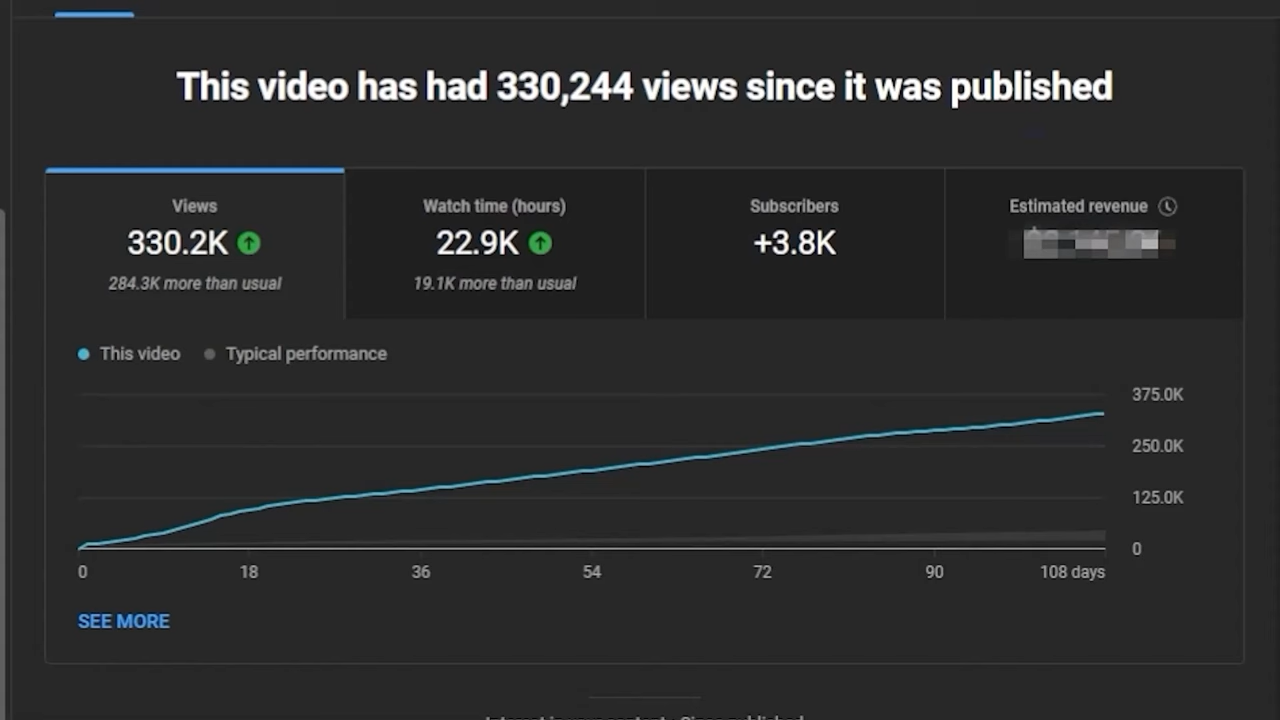 This video has had 330,244 views since it was published
Views
330.2K
284.3K more than usual
Watch time (hours)
22.9K
19.1K more than usual
Subscribers
+3.8K
Estimated revenue
This video
Typical performance
375.0K
250.0K
125.0K
0
0 18 36 54 72 90 108 days
SEE MORE